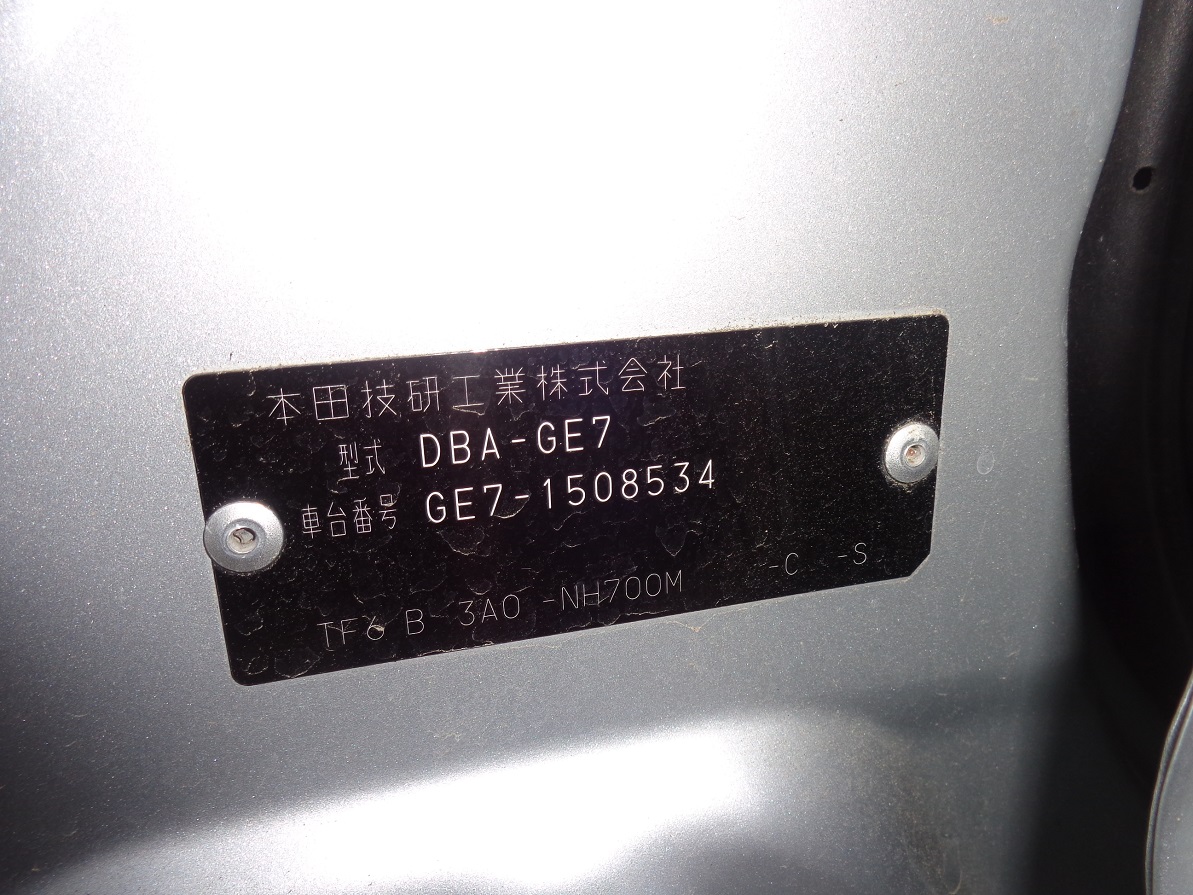 本田技研工業株式会社
型式 DBA-GE7
車台番号 GE7-1508534
TF6 B 3A0 -NH700M -C -S